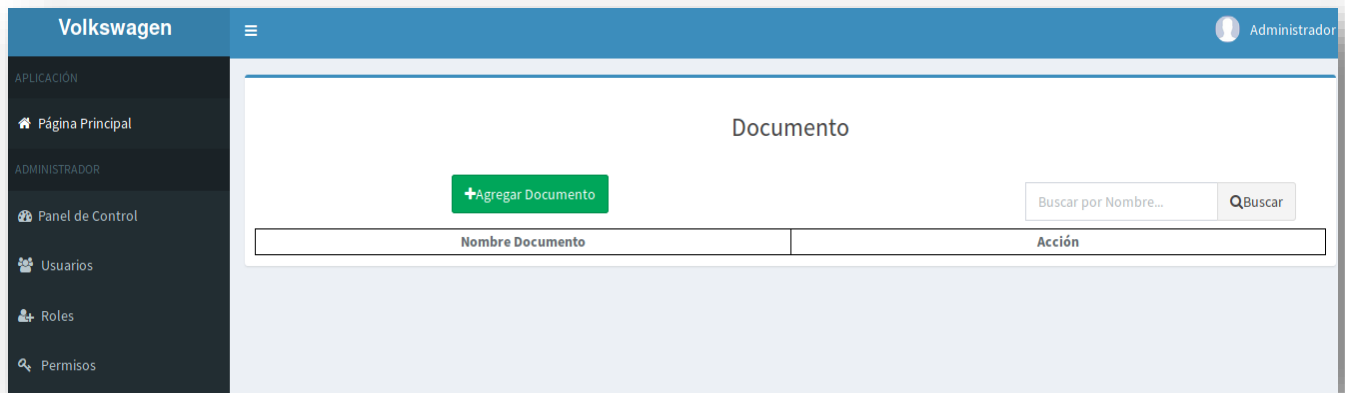 Volkswagen
Administrador
APLICACIÓN
Página Principal
ADMINISTRADOR
Panel de Control
Usuarios
Roles
Permisos
Documento
Agregar Documento
Buscar por Nombre...
Buscar
Nombre Documento
Acción